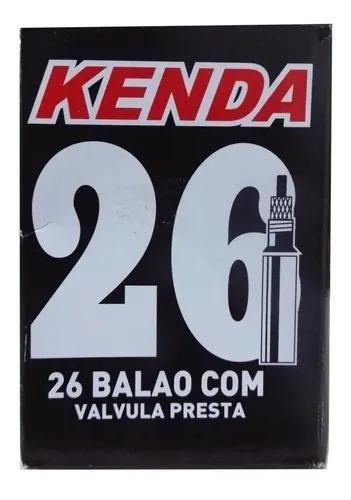 KENDA
26
26 BALAO COM
VALVULA PRESTA